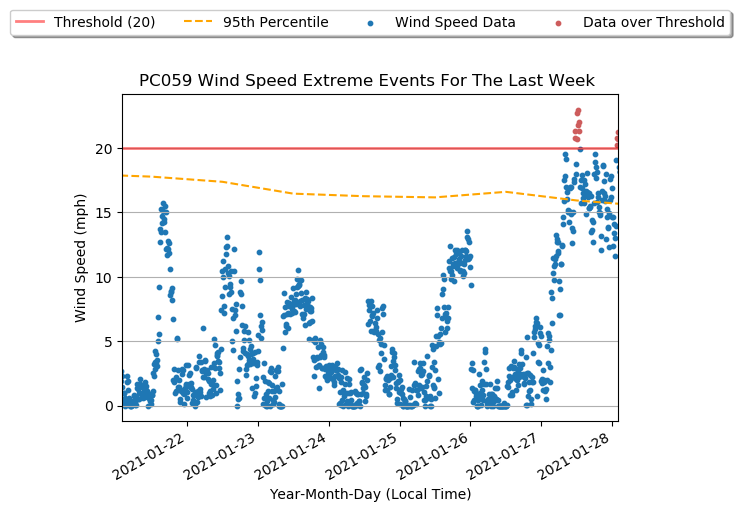 Threshold (20) 95th Percentile Wind Speed Data Data over Threshold
PC059 Wind Speed Extreme Events For The Last Week
Wind Speed (mph)
20
15
10
5
0
2021-01-22 2021-01-23 2021-01-24 2021-01-25 2021-01-26 2021-01-27 2021-01-28
Year-Month-Day (Local Time)